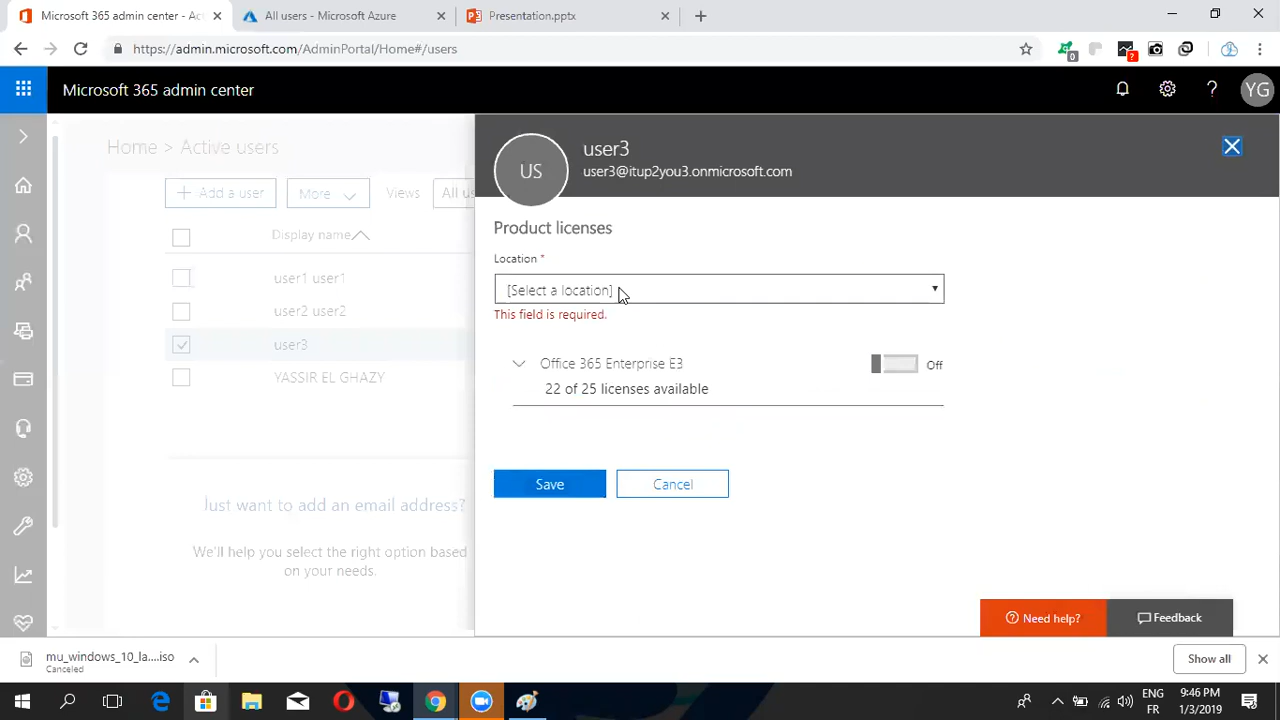 Microsoft 365 admin center - Ac
All users - Microsoft Azure
Presentation.pptx
https://admin.microsoft.com/AdminPortal/Home#/users
0
?
Microsoft 365 admin center
?
YG
Home > Active users
+ Add a user
More
Views
All us
Display name
user1 user1
user2 user2
user3
YASSIR EL GHAZY
Just want to add an email address?
We'll help you select the right option based
on your needs.
US
user3
user3@itup2you3.onmicrosoft.com
Product licenses
Location *
[Select a location]
This field is required.
Office 365 Enterprise E3
Off
22 of 25 licenses available
Save
Cancel
Need help?
Feedback
mu_windows_10_la....iso
Canceled
Show all
ENG
FR
9:46 PM
1/3/2019